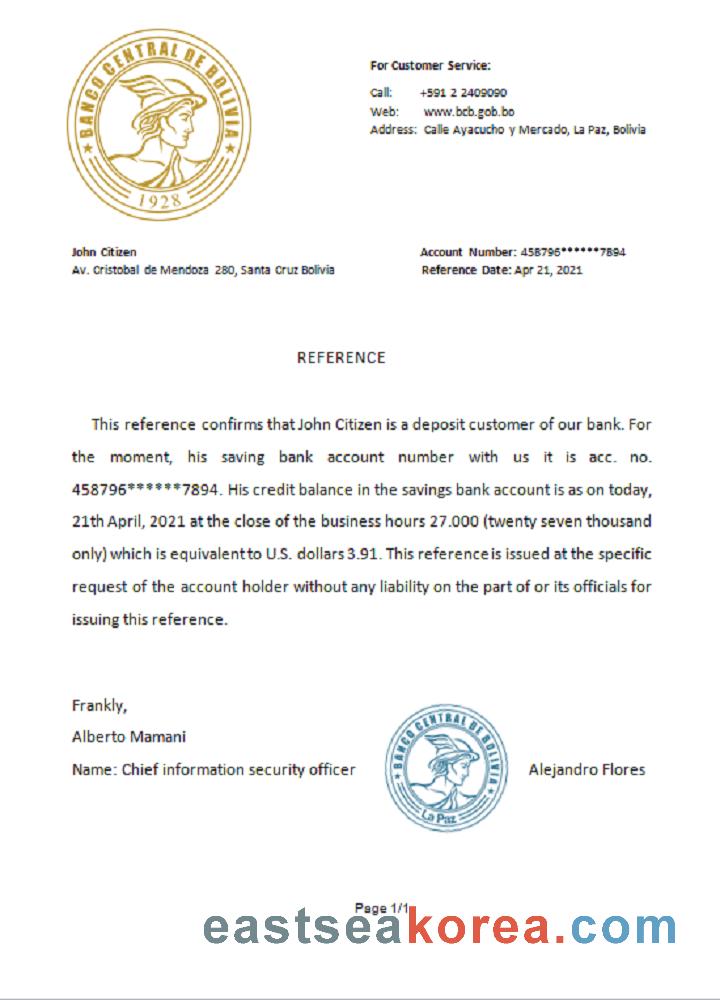 BANCO CENTRAL DE BOLIVIA
1928
For Customer Service:
Call: +591 2 2409090
Web: www.bcb.gob.bo
Address: Calle Ayacucho y Mercado, La Paz, Bolivia
John Citizen
Av. Cristobal de Mendoza 280, Santa Cruz Bolivia
Account Number: 458796******7894
Reference Date: Apr 21, 2021
REFERENCE
This reference confirms that John Citizen is a deposit customer of our bank. For
the moment, his saving bank account number with us it is acc. no.
458796******7894. His credit balance in the savings bank account is as on today,
21th April, 2021 at the close of the business hours 27.000 (twenty seven thousand
only) which is equivalent to U.S. dollars 3.91. This reference is issued at the specific
request of the account holder without any liability on the part of or its officials for
issuing this reference.
Frankly,
Alberto Mamani
Name: Chief information security officer
BANCO CENTRAL DE BOLIVIA
La Paz
Alejandro Flores
Page 1/1
eastseakorea.com